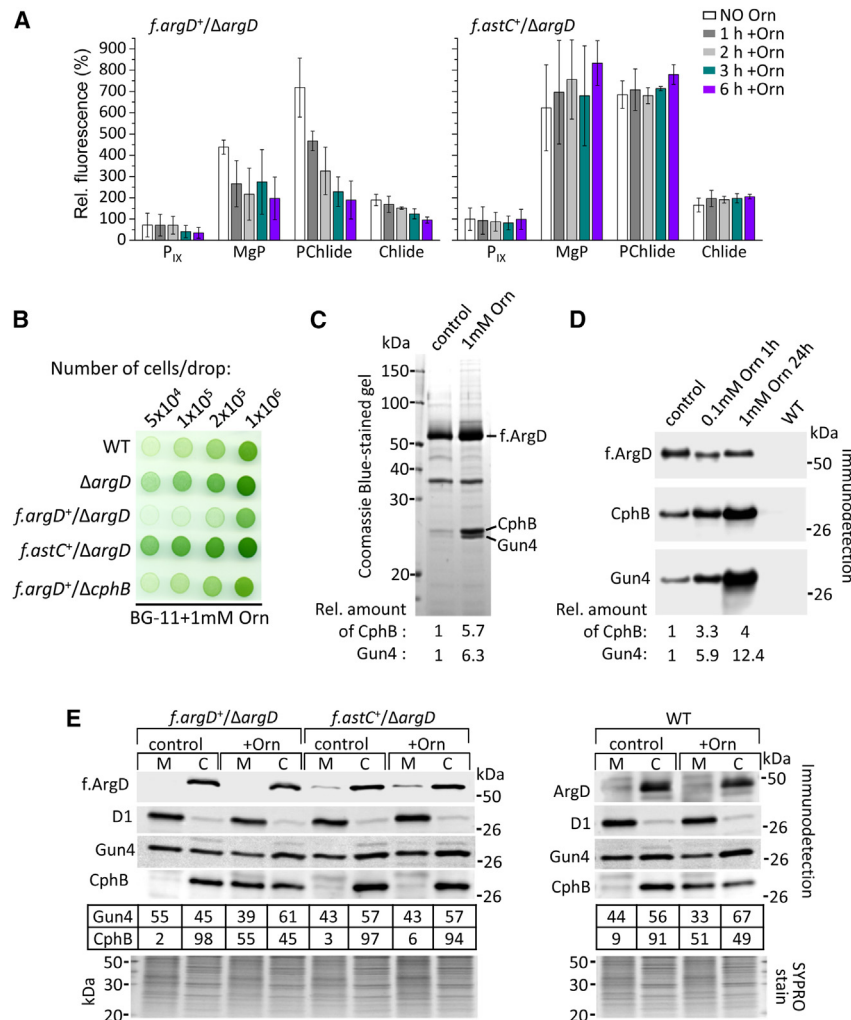 A
f.argD⁺/ΔargD
f.astC⁺/ΔargD
NO Orn
1 h +Orn
2 h +Orn
3 h +Orn
6 h +Orn
Rel. fluorescence (%)
900
800
700
600
500
400
300
200
100
0
P_IX MgP PChlide Chlide
P_IX MgP PChlide Chlide
B
Number of cells/drop:
5x10⁴ 1x10⁵ 2x10⁵ 1x10⁶
WT
ΔargD
f.argD⁺/ΔargD
f.astC⁺/ΔargD
f.argD⁺/ΔcphB
BG-11+1mM Orn
C
control 1mM Orn
kDa
150
100
50
40
30
20
Coomassie Blue-stained gel
f.ArgD
CphB
Gun4
Rel. amount
of CphB : 1 5.7
Gun4 : 1 6.3
D
control 0.1mM Orn 1h 1mM Orn 24h WT
kDa
f.ArgD 50
CphB 26
Gun4 26
Immunodetection
Rel. amount
of CphB: 1 3.3 4
Gun4: 1 5.9 12.4
E
f.argD⁺/ΔargD f.astC⁺/ΔargD
control +Orn control +Orn
M C M C M C M C
kDa
f.ArgD 50
D1 26
Gun4 26
CphB 26
Gun4 55 45 39 61 43 57 43 57
CphB 2 98 55 45 3 97 6 94
kDa
50
30
20
WT
control +Orn
M C M C
kDa
ArgD 50
D1 26
Gun4 26
CphB 26
Immunodetection
44 56 33 67
9 91 51 49
50
30
20
SYPRO
stain